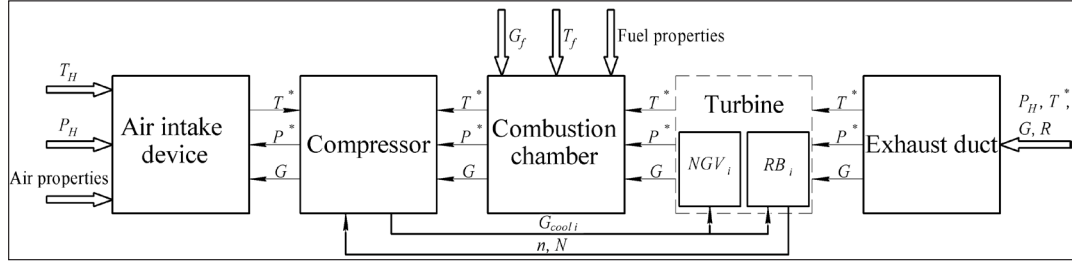 G_f
T_f
Fuel properties
T_H
P_H
Air properties
Air intake
device
T*
P*
G
Compressor
T*
P*
G
Combustion
chamber
T*
P*
G
Turbine
NGV_i
RB_i
T*
P*
G
Exhaust duct
P_H, T*,
G, R
G_cool i
n, N